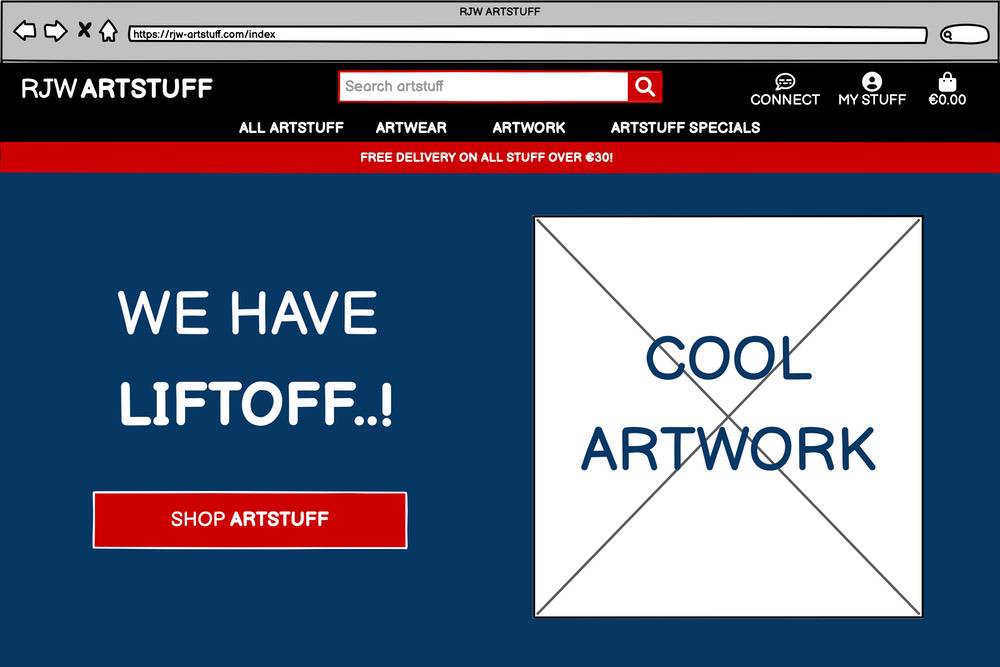 RJW ARTSTUFF
https://rjw-artstuff.com/index
RJW ARTSTUFF
Search artstuff
CONNECT
MY STUFF
€0.00
ALL ARTSTUFF
ARTWEAR
ARTWORK
ARTSTUFF SPECIALS
FREE DELIVERY ON ALL STUFF OVER €30!
WE HAVE
LIFTOFF..!
SHOP ARTSTUFF
COOL
ARTWORK